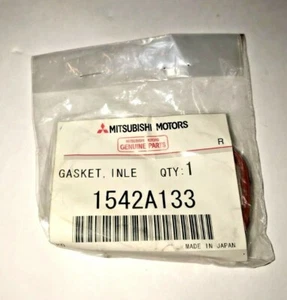 MITSUBISHI MOTORS
GENUINE PARTS
R
GASKET, INLE QTY:1
1542A133
MADE IN JAPAN